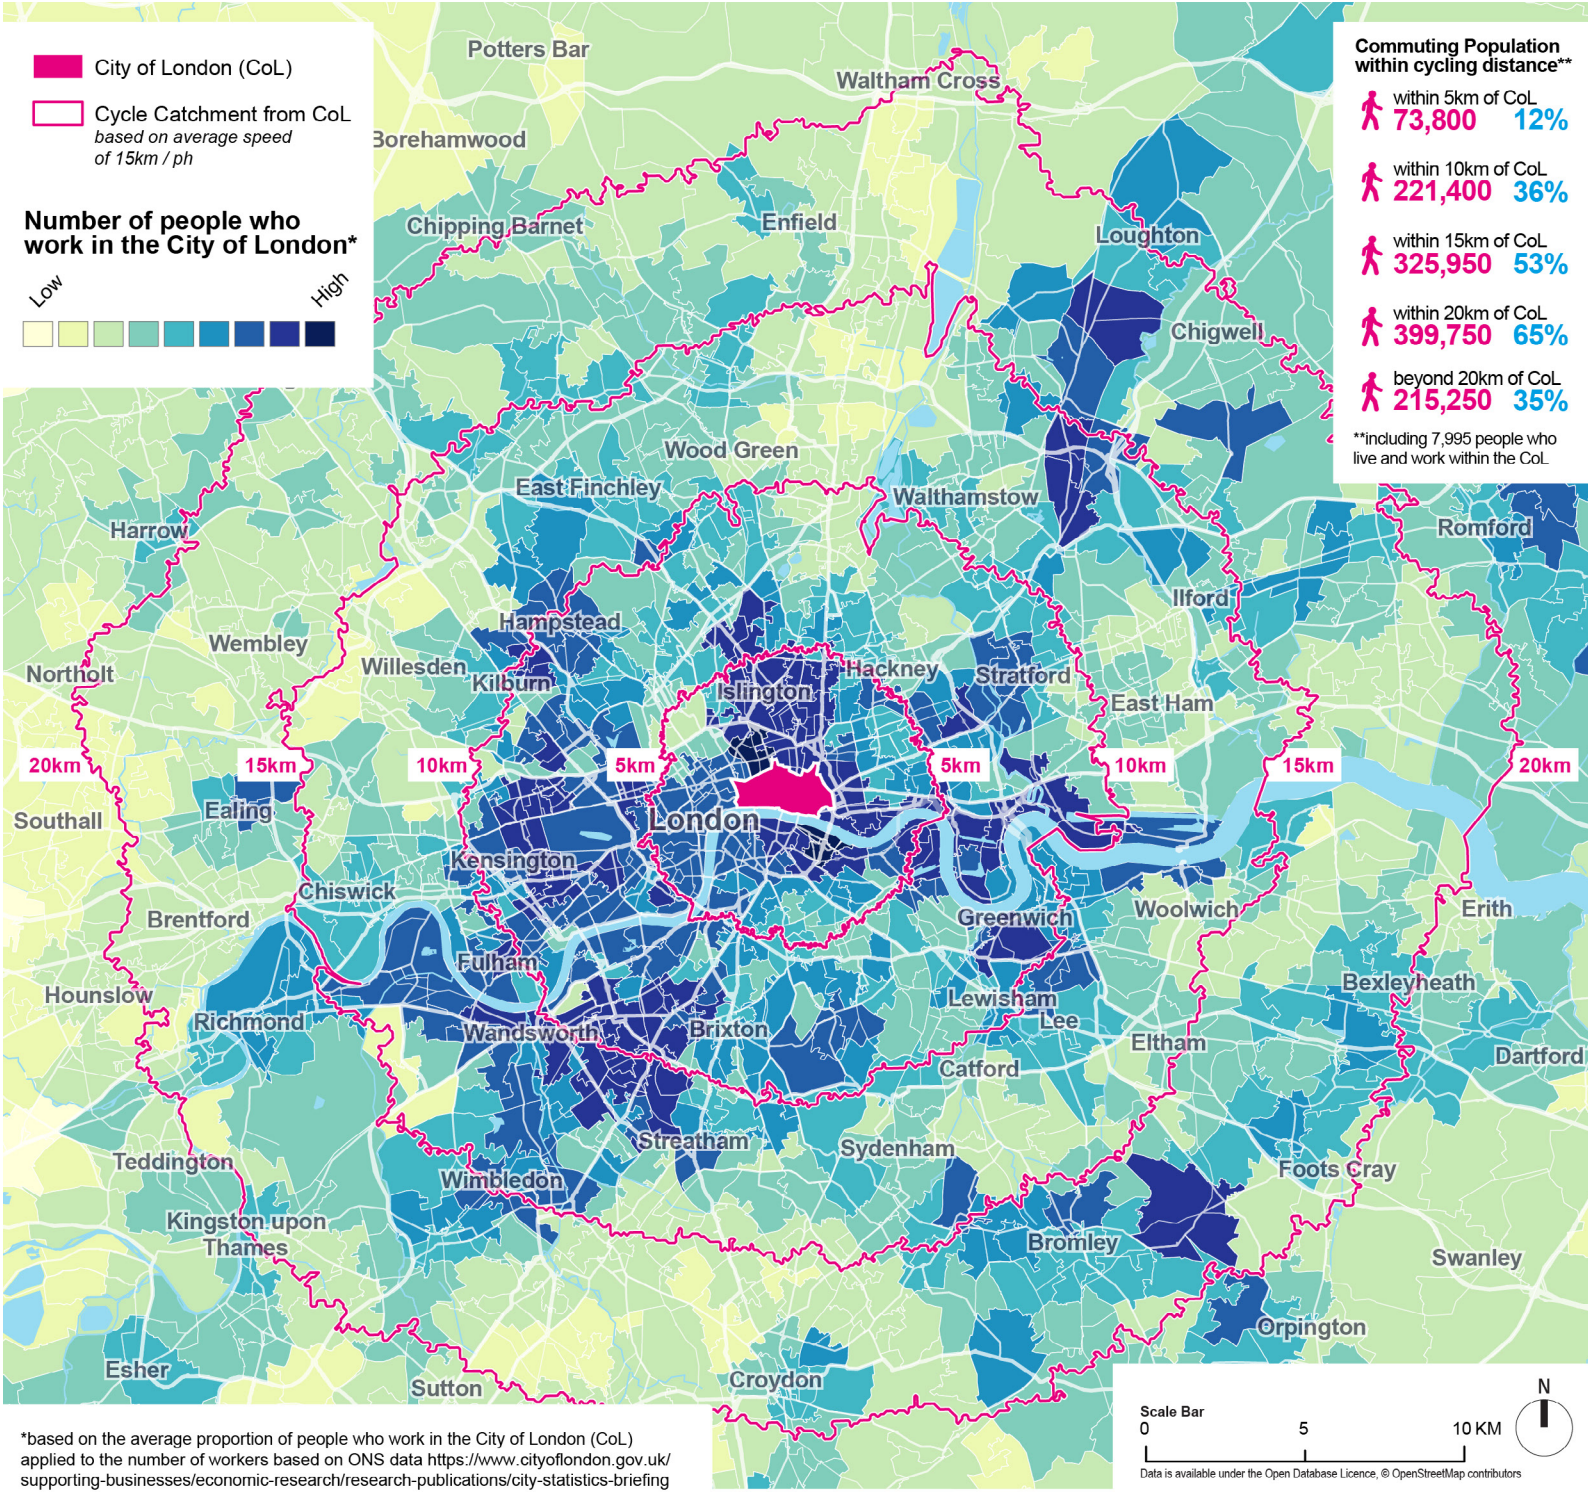 City of London (CoL)
Cycle Catchment from CoL
based on average speed
of 15km / ph
Number of people who
work in the City of London*
Low
High
Commuting Population
within cycling distance**
within 5km of CoL
73,800 12%
within 10km of CoL
221,400 36%
within 15km of CoL
325,950 53%
within 20km of CoL
399,750 65%
beyond 20km of CoL
215,250 35%
**including 7,995 people who
live and work within the CoL
Potters Bar
Waltham Cross
Borehamwood
Chipping Barnet
Enfield
Loughton
Chigwell
Wood Green
East Finchley
Walthamstow
Harrow
Romford
Ilford
Hampstead
Wembley
Willesden
Northolt
Kilburn
Hackney
Stratford
Islington
East Ham
20km
15km
10km
5km
5km
10km
15km
20km
Ealing
Southall
London
Kensington
Chiswick
Brentford
Greenwich
Woolwich
Erith
Fulham
Hounslow
Bexleyheath
Richmond
Wandsworth
Brixton
Lewisham
Lee
Eltham
Dartford
Catford
Streatham
Sydenham
Teddington
Foots Cray
Wimbledon
Kingston upon
Thames
Bromley
Swanley
Orpington
Esher
Sutton
Croydon
*based on the average proportion of people who work in the City of London (CoL)
applied to the number of workers based on ONS data https://www.cityoflondon.gov.uk/
supporting-businesses/economic-research/research-publications/city-statistics-briefing
Scale Bar
0 5 10 KM
N
Data is available under the Open Database Licence, © OpenStreetMap contributors